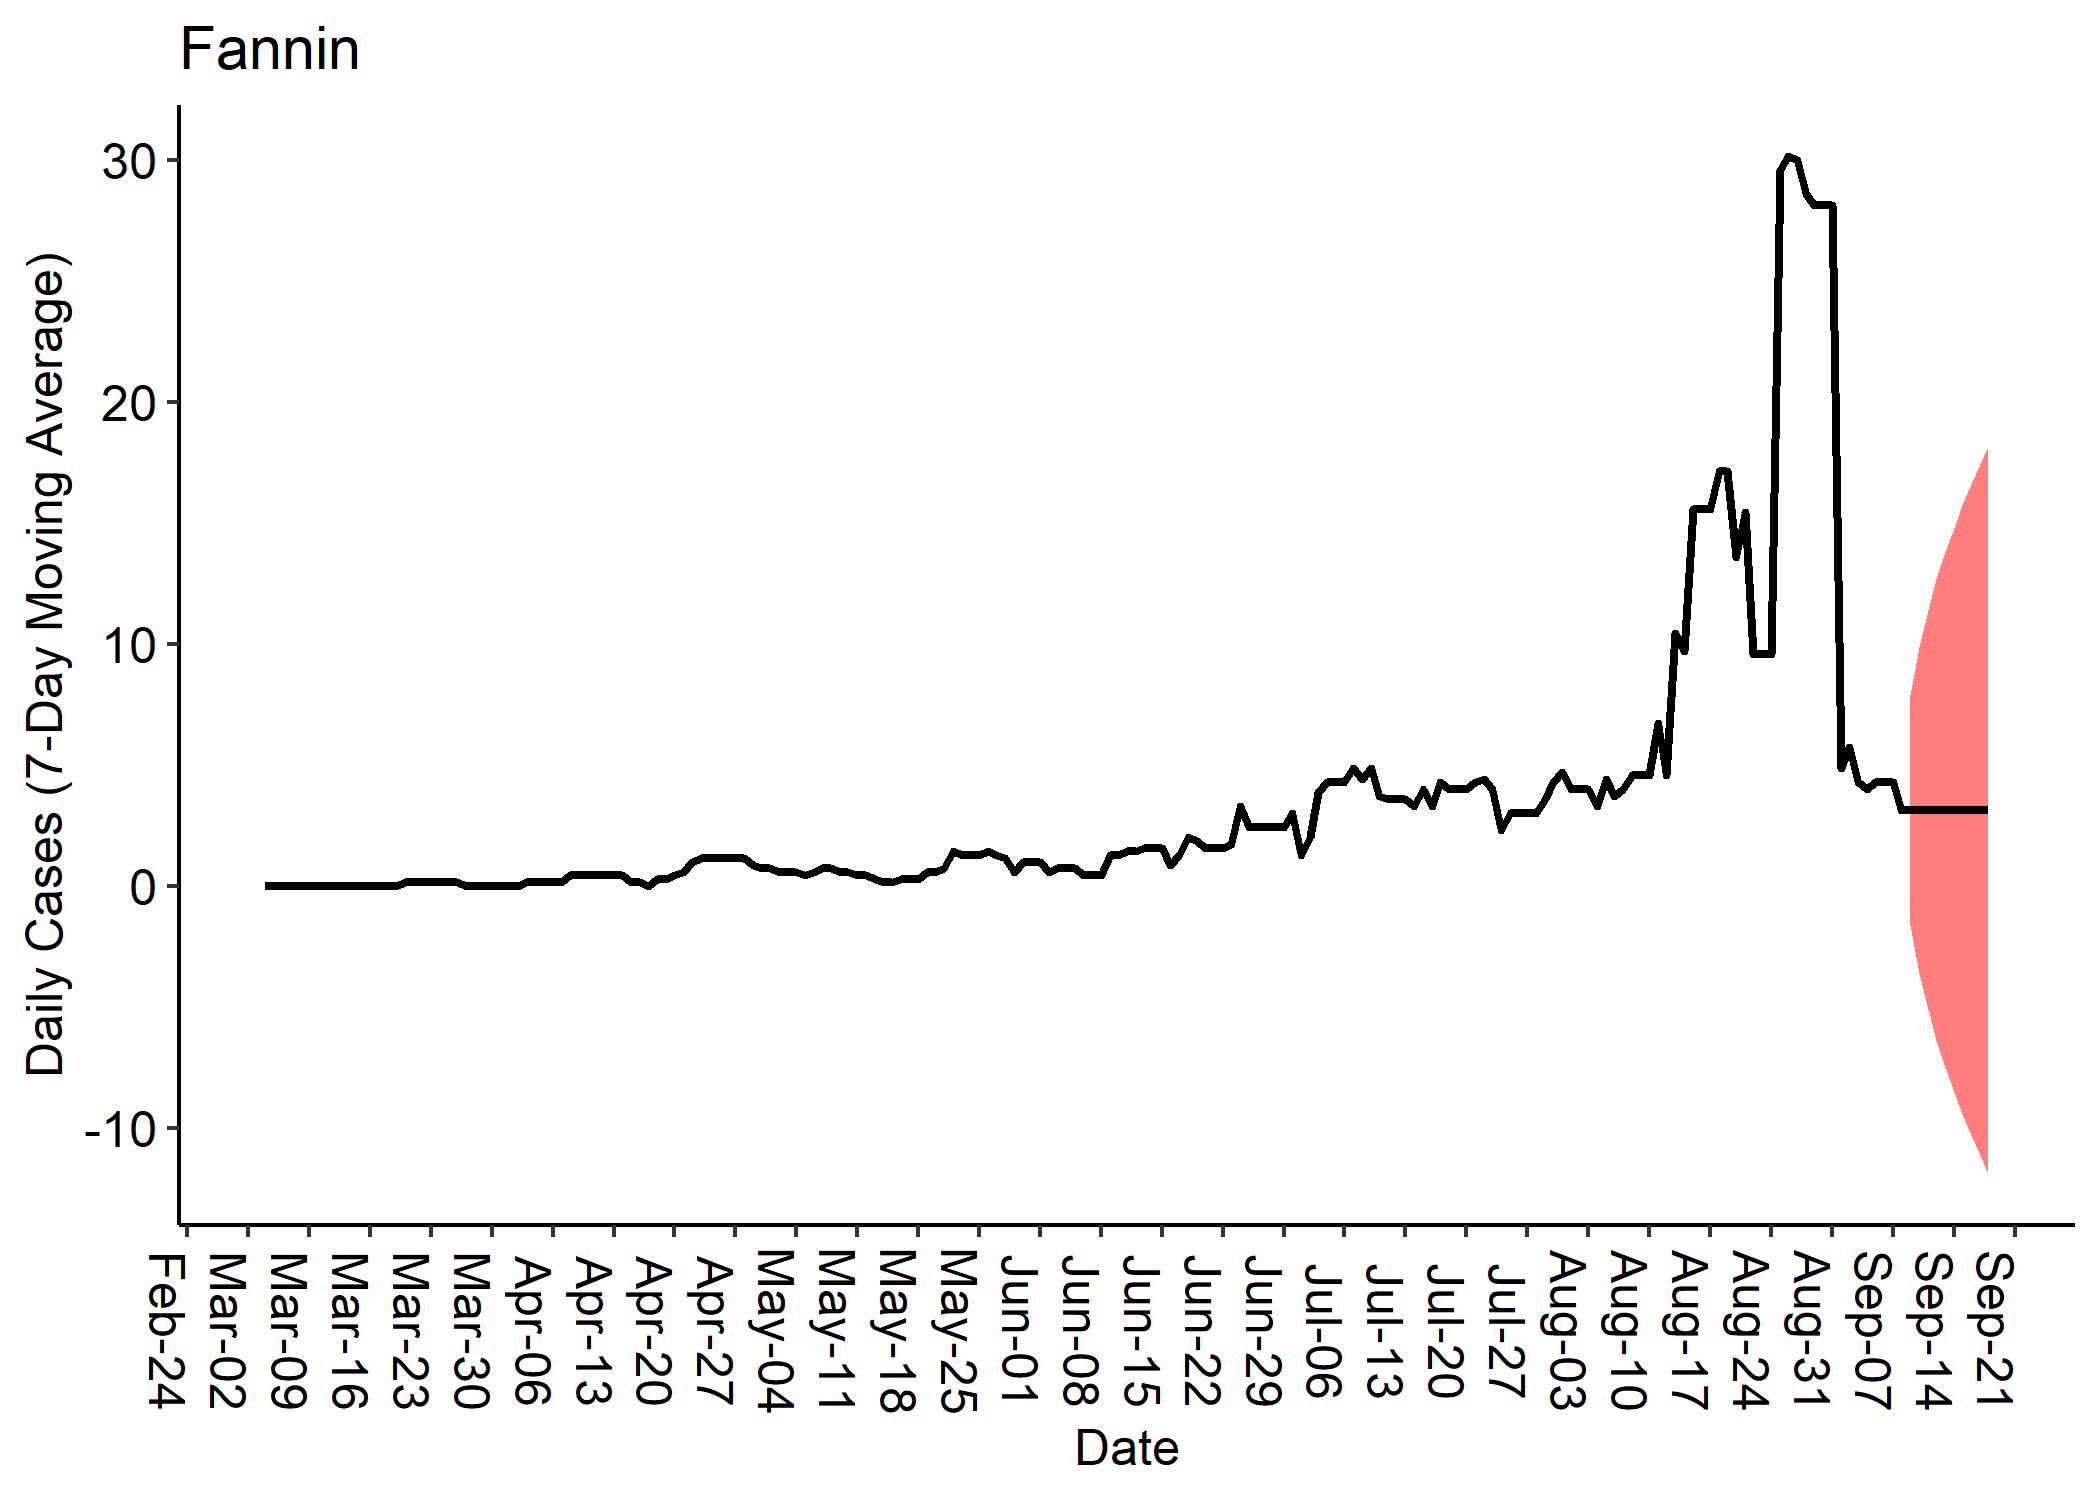 Fannin
Daily Cases (7-Day Moving Average)
30
20
10
0
-10
Feb-24
Mar-02
Mar-09
Mar-16
Mar-23
Mar-30
Apr-06
Apr-13
Apr-20
Apr-27
May-04
May-11
May-18
May-25
Jun-01
Jun-08
Jun-15
Jun-22
Jun-29
Jul-06
Jul-13
Jul-20
Jul-27
Aug-03
Aug-10
Aug-17
Aug-24
Aug-31
Sep-07
Sep-14
Sep-21
Date